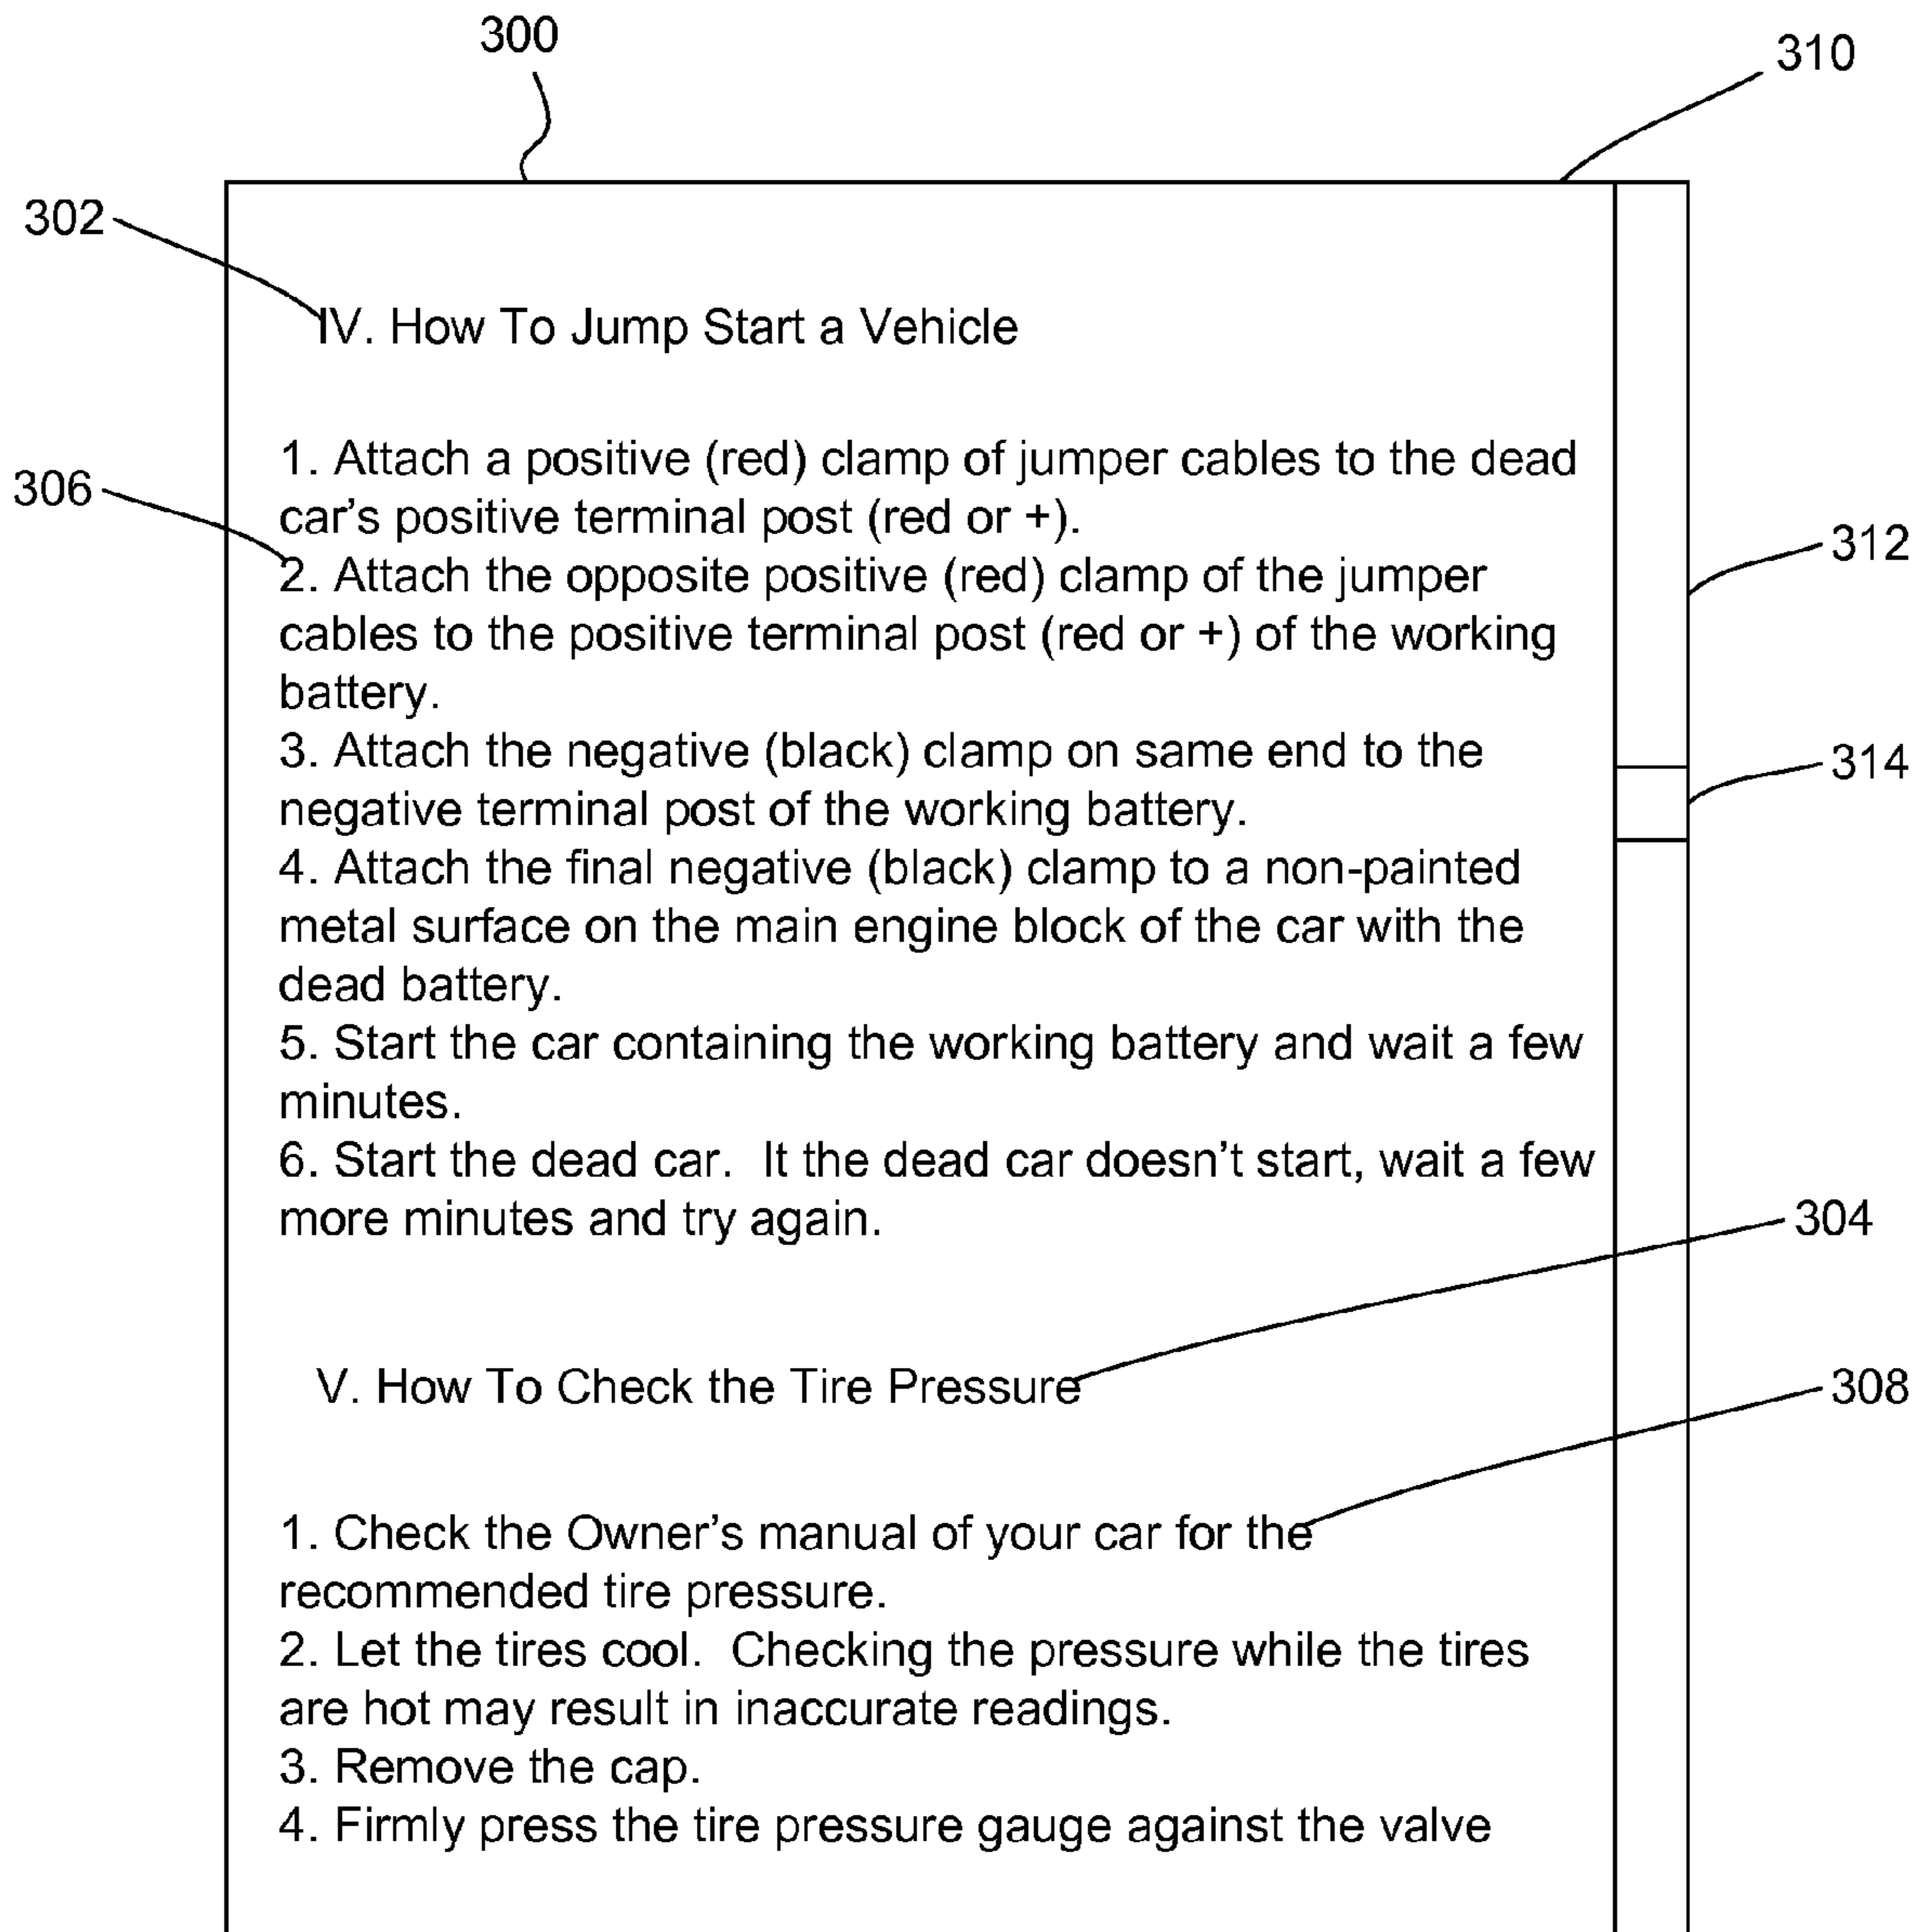 300
310
302
IV. How To Jump Start a Vehicle
1. Attach a positive (red) clamp of jumper cables to the dead
306
car's positive terminal post (red or +).
312
2. Attach the opposite positive (red) clamp of the jumper
cables to the positive terminal post (red or +) of the working
battery.
3. Attach the negative (black) clamp on same end to the
314
negative terminal post of the working battery.
4. Attach the final negative (black) clamp to a non-painted
metal surface on the main engine block of the car with the
dead battery.
5. Start the car containing the working battery and wait a few
minutes.
6. Start the dead car.  It the dead car doesn't start, wait a few
more minutes and try again.
304
V. How To Check the Tire Pressure
308
1. Check the Owner's manual of your car for the
recommended tire pressure.
2. Let the tires cool.  Checking the pressure while the tires
are hot may result in inaccurate readings.
3. Remove the cap.
4. Firmly press the tire pressure gauge against the valve